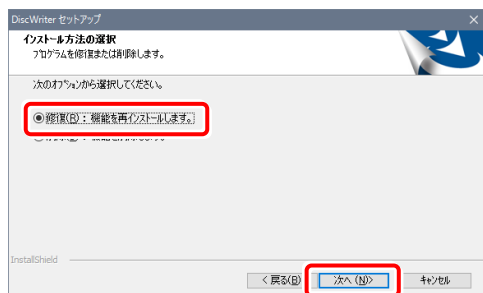 DiscWriter セットアップ
インストール方法の選択
プログラムを修復または削除します。
次のオプションから選択してください。
修復(R)： 機能を再インストールします。
InstallShield
< 戻る(B)
次へ (N)>
キャンセル